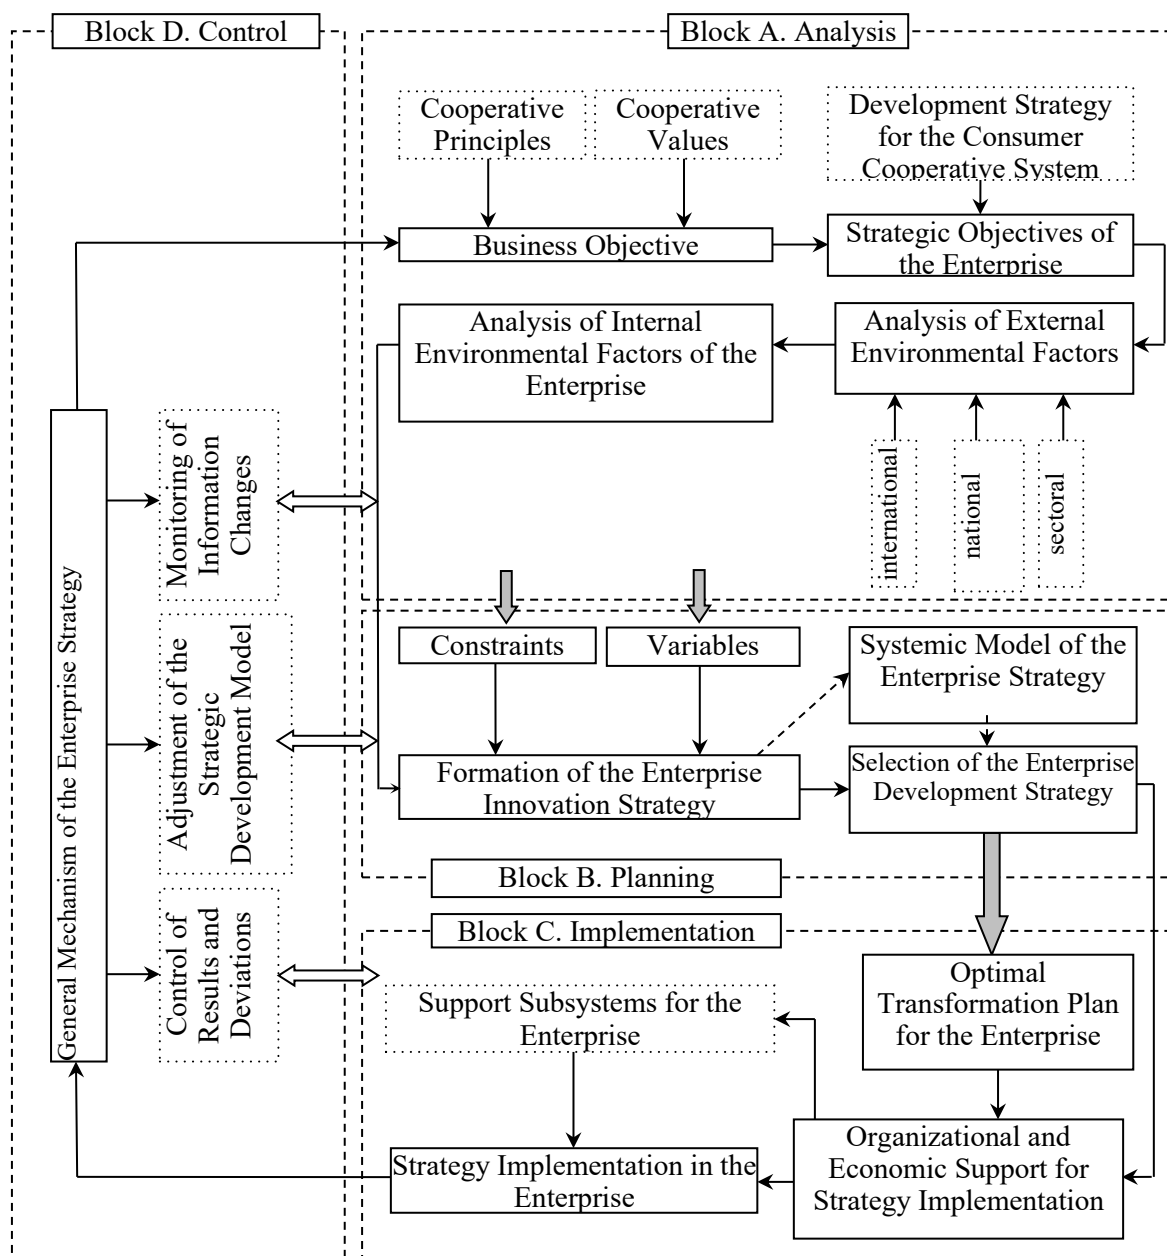 Block D. Control
Block A. Analysis
Cooperative
Principles
Cooperative
Values
Development Strategy
for the Consumer
Cooperative System
Business Objective
Strategic Objectives of
the Enterprise
Analysis of Internal
Environmental Factors of the
Enterprise
Analysis of External
Environmental Factors
international
national
sectoral
General Mechanism of the Enterprise Strategy
Monitoring of
Information
Changes
Adjustment of the
Strategic
Development Model
Control of
Results and
Deviations
Constraints
Variables
Systemic Model of the
Enterprise Strategy
Formation of the Enterprise
Innovation Strategy
Selection of the Enterprise
Development Strategy
Block B. Planning
Block C. Implementation
Optimal
Transformation Plan
for the Enterprise
Support Subsystems for the
Enterprise
Strategy Implementation in the
Enterprise
Organizational and
Economic Support for
Strategy Implementation